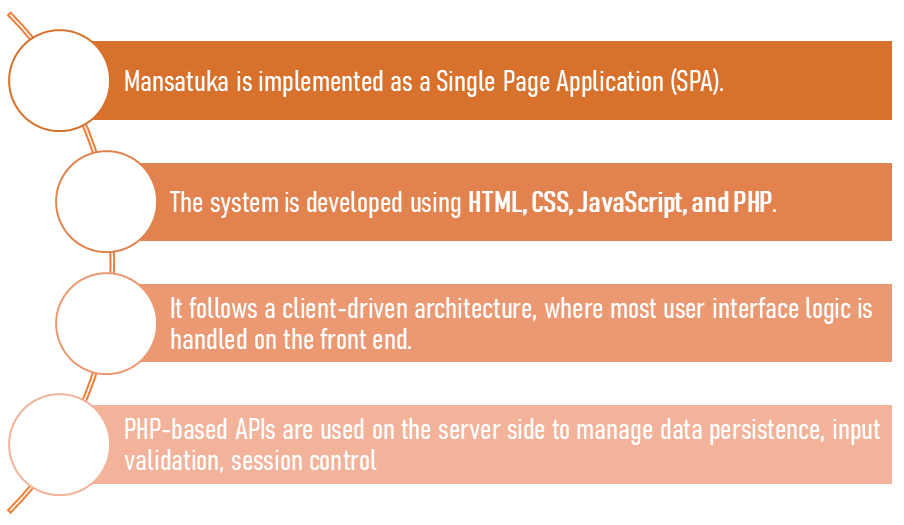 Mansatuka is implemented as a Single Page Application (SPA).
The system is developed using HTML, CSS, JavaScript, and PHP.
It follows a client-driven architecture, where most user interface logic is
handled on the front end.
PHP-based APIs are used on the server side to manage data persistence, input
validation, session control